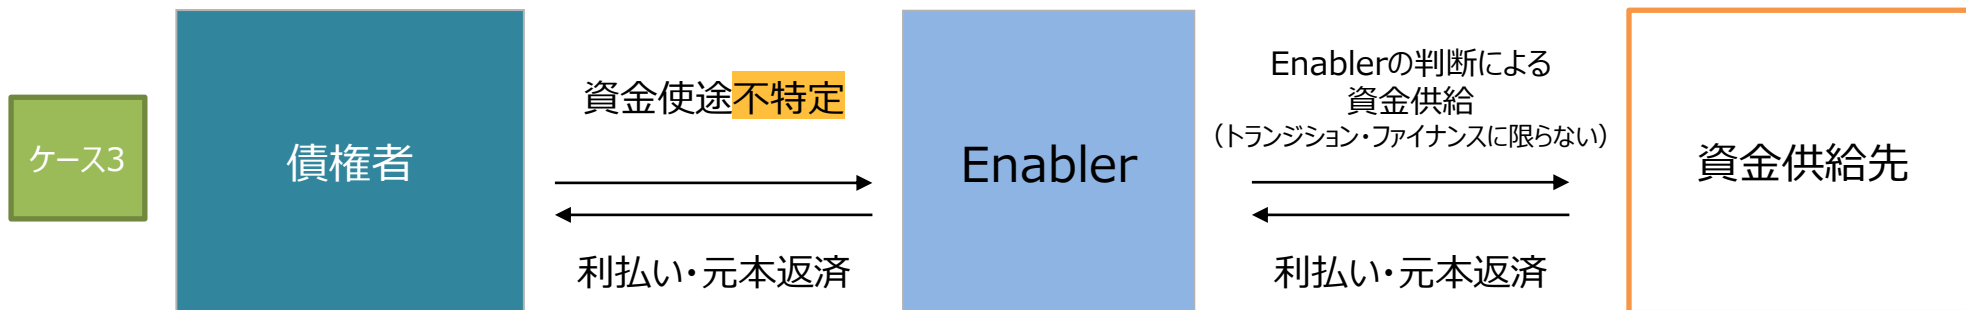 ケース3
債権者
資金使途不特定
利払い・元本返済
Enabler
Enablerの判断による
資金供給
（トランジション・ファイナンスに限らない）
利払い・元本返済
資金供給先